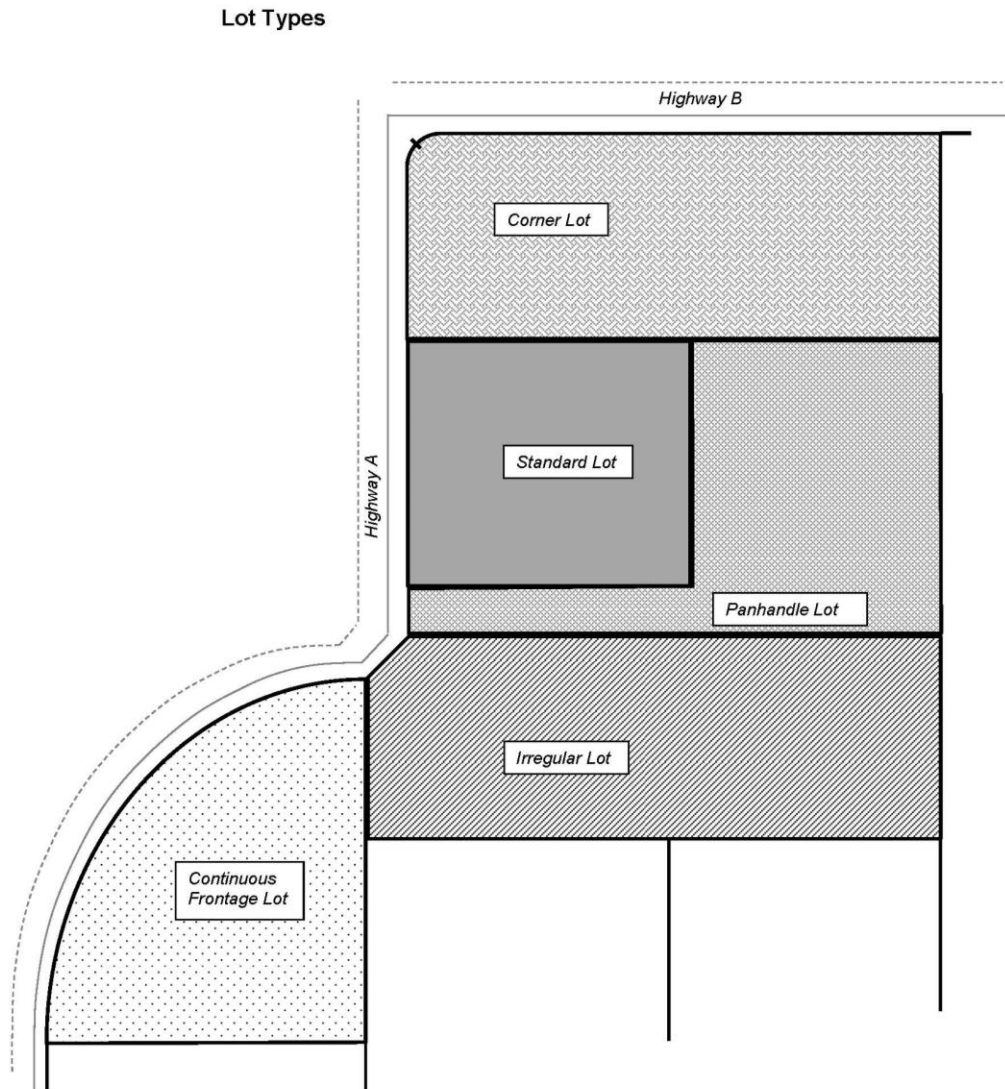 Lot Types
Highway B
Corner Lot
Highway A
Standard Lot
Panhandle Lot
Irregular Lot
Continuous
Frontage Lot